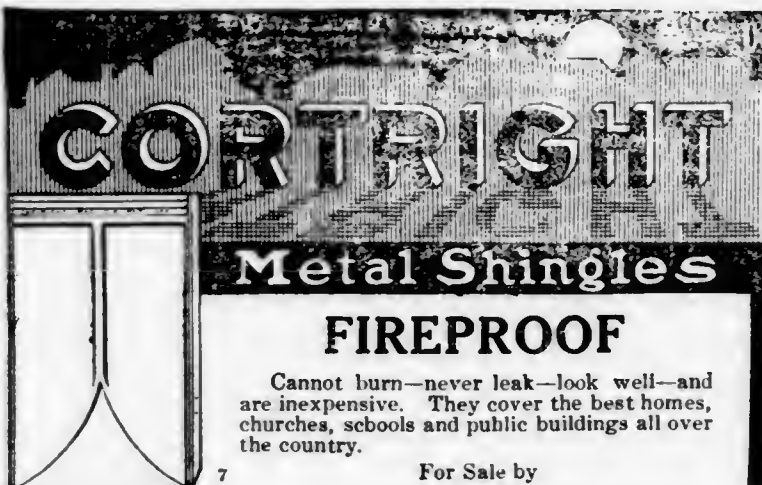 CORTRIGHT
Metal Shingles
FIREPROOF
Cannot burn—never leak—look well—and
are inexpensive. They cover the best homes,
churches, schools and public buildings all over
the country.
7 For Sale by